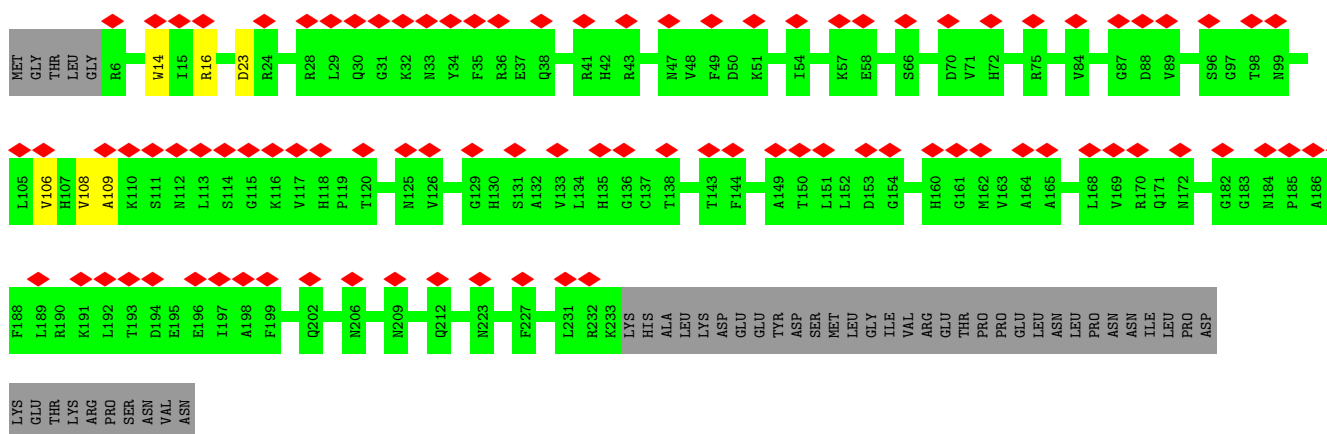 MET GLY THR LEU GLY R6 W14 I15 R16 D23 R24 R28 L29 Q30 G31 K32 N33 Y34 F35 R36 E37 Q38 R41 H42 R43 N47 V48 F49 D50 K51 I54 K57 E58 S66 D70 V71 H72 R75 V84 G87 D88 V89 S96 G97 T98 N99
L105 V106 H107 V108 A109 K110 S111 N112 L113 S114 G115 K116 V117 H118 P119 T120 N125 V126 G129 H130 S131 A132 V133 L134 H135 G136 C137 T138 T143 F144 A149 T150 L151 L152 D153 G154 H160 G161 M162 V163 A164 A165 L168 V169 R170 Q171 N172 G182 G183 N184 P185 A186
F188 L189 R190 K191 L192 T193 D194 E195 E196 I197 A198 F199 Q202 N206 N209 Q212 N223 F227 L231 R232 K233 LYS HIS ALA LEU LYS ASP GLU GLU TYR ASP SER MET LEU GLY ILE VAL ARG GLU THR PRO PRO GLU LEU ASN LEU PRO ASN ASN ILE LEU PRO ASP
LYS GLU THR LYS ARG PRO SER ASN VAL ASN